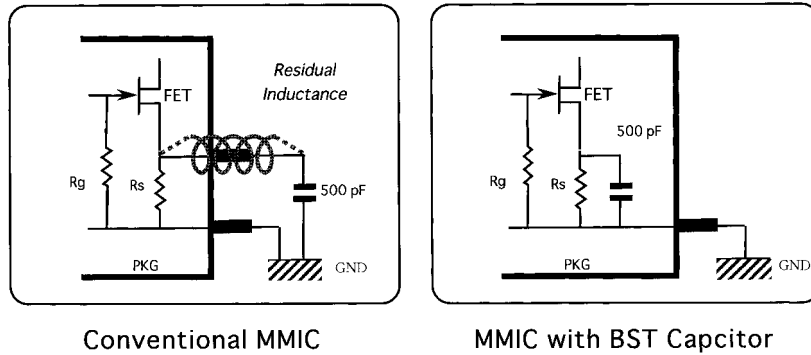 Residual
Inductance
FET
Rg
Rs
500 pF
PKG
GND
FET
500 pF
Rg
Rs
PKG
GND
Conventional MMIC
MMIC with BST Capcitor